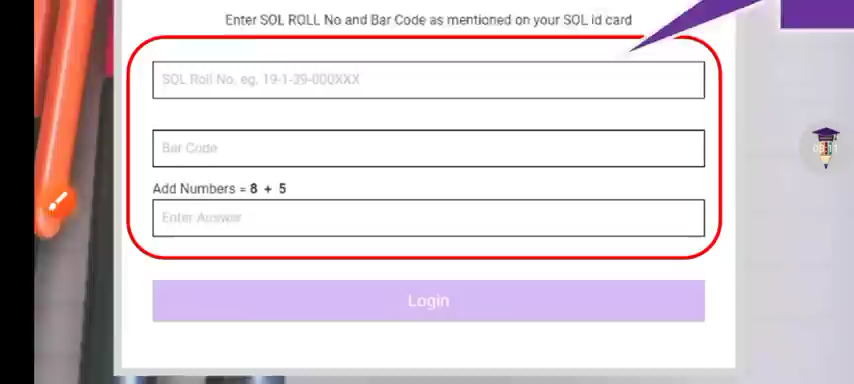 Enter SOL ROLL No and Bar Code as mentioned on your SOL id card
SOL Roll No. eg. 19-1-39-000XXX
Bar Code
Add Numbers = 8 + 5
Enter Answer
Login